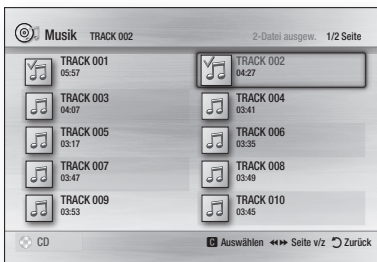 Musik TRACK 002 2-Datei ausgew. 1/2 Seite
TRACK 001 TRACK 002
05:57 04:27
TRACK 003 TRACK 004
04:07 03:41
TRACK 005 TRACK 006
03:17 03:35
TRACK 007 TRACK 008
03:47 03:49
TRACK 009 TRACK 010
03:53 03:45
CD C Auswählen Seite v/z Zurück